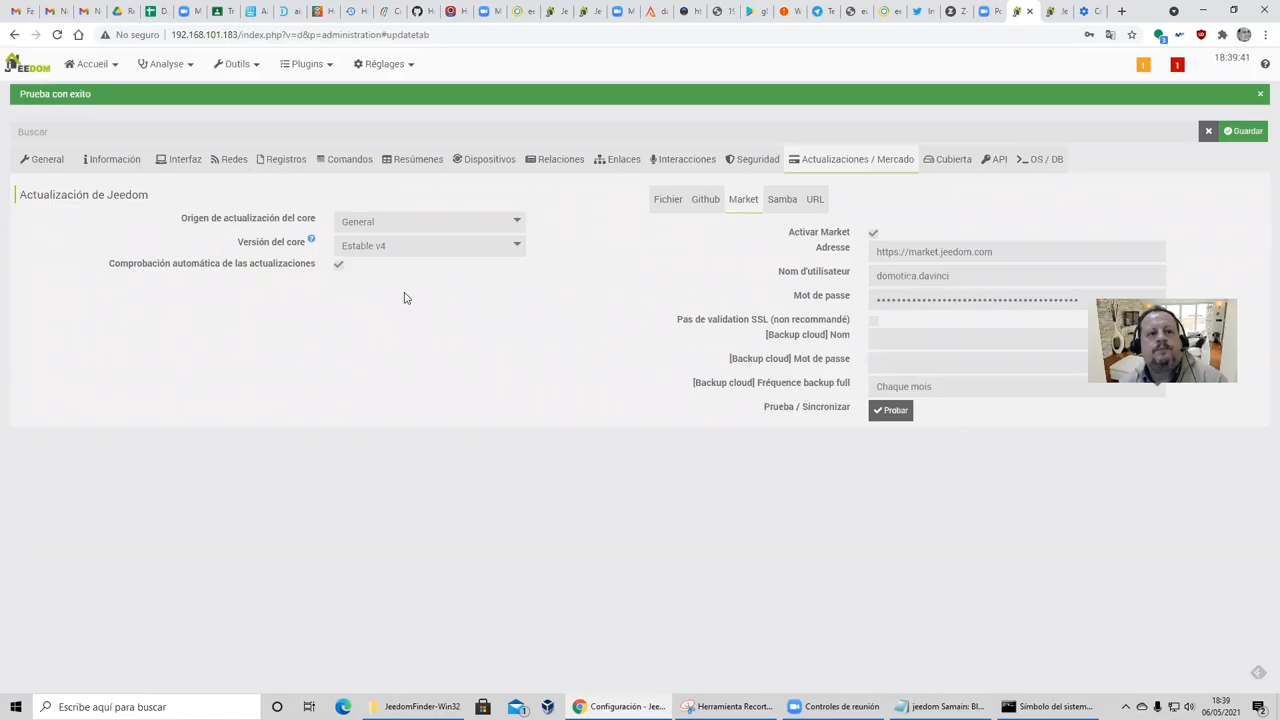 No seguro
192.168.101.183/index.php?v=d&p=administration#updatetab
JEEDOM
Accueil
Analyse
Outils
Plugins
Réglages
1
18:39:41
Prueba con exito
Buscar
Guardar
General
Información
Interfaz
Redes
Registros
Comandos
Resúmenes
Dispositivos
Relaciones
Enlaces
Interacciones
Seguridad
Actualizaciones / Mercado
Cubierta
API
OS / DB
Actualización de Jeedom
Origen de actualización del core
General
Versión del core
Estable v4
Comprobación automática de las actualizaciones
Fichier
Github
Market
Samba
URL
Activar Market
Adresse
https://market.jeedom.com
Nom d'utilisateur
domotica.davinci
Mot de passe
Pas de validation SSL (non recommandé)
[Backup cloud] Nom
[Backup cloud] Mot de passe
[Backup cloud] Fréquence backup full
Chaque mois
Prueba / Sincronizar
Probar
Escribe aquí para buscar
JeedomFinder-Win32
Configuración - Jee...
Herramienta Recort...
Controles de reunión
jeedom Samain: Bl...
Símbolo del sistem...
18:39
06/05/2021